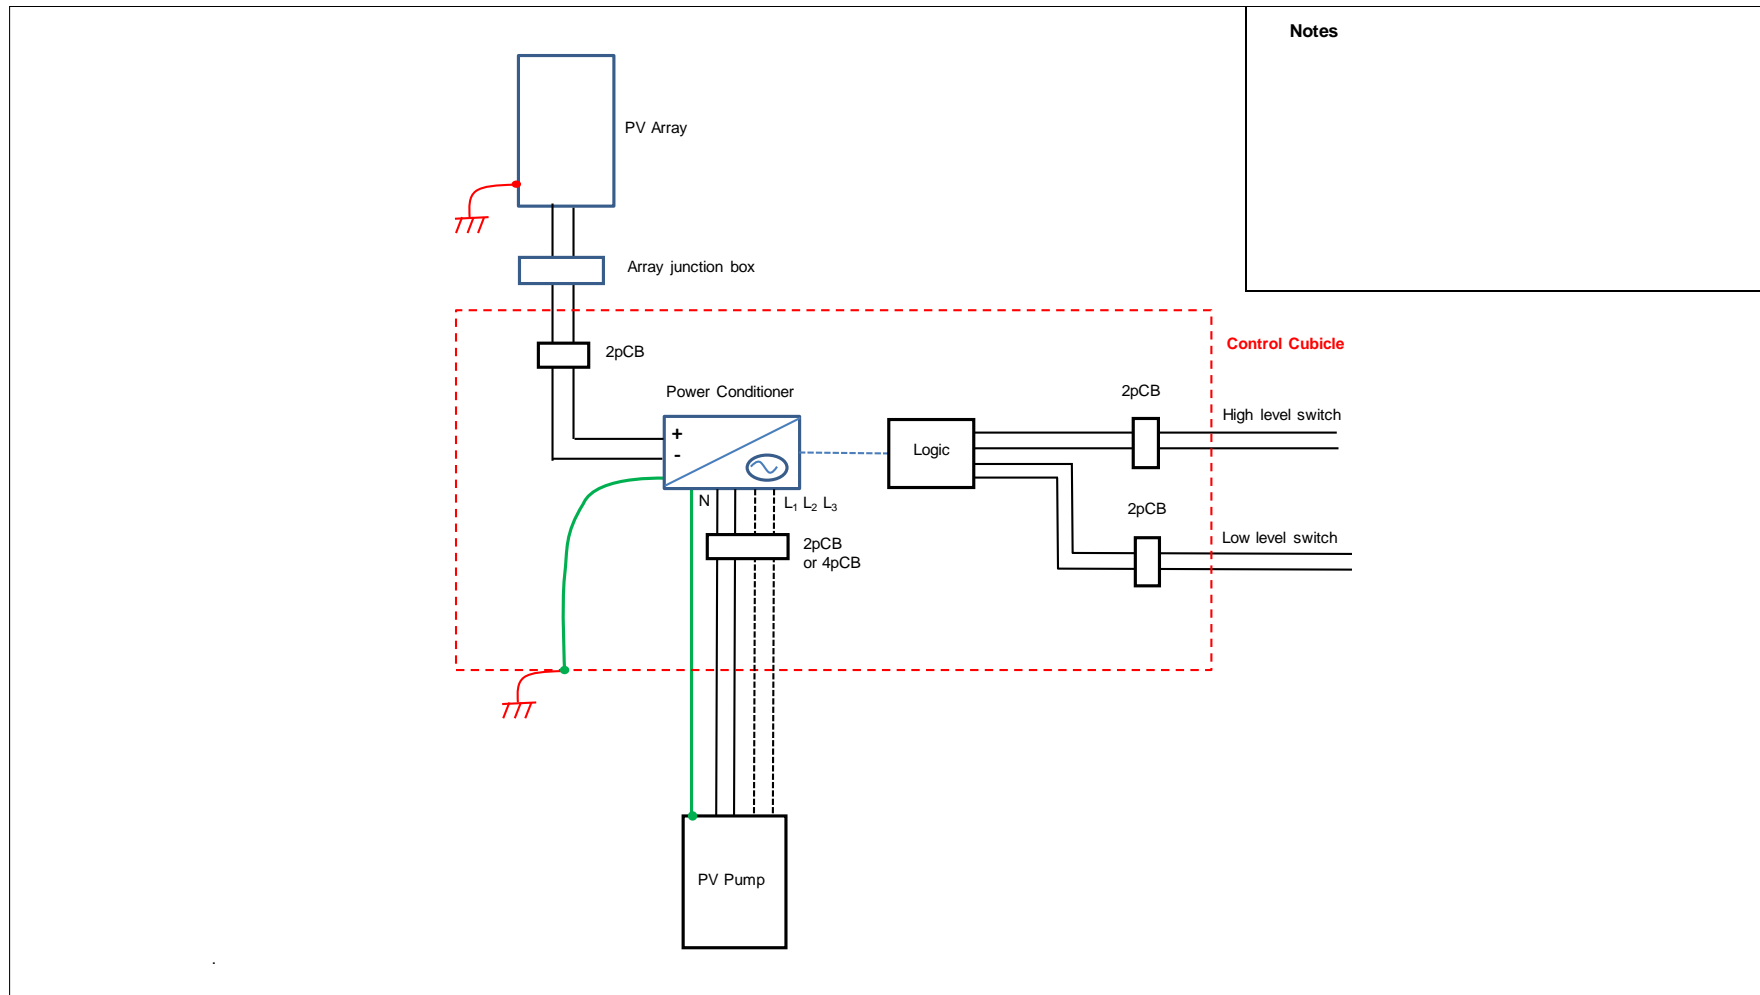 Notes
PV Array
Array junction box
Control Cubicle
2pCB
Power Conditioner
2pCB
High level switch
+
-
Logic
N
L₁ L₂ L₃
2pCB
Low level switch
2pCB
or 4pCB
PV Pump
.